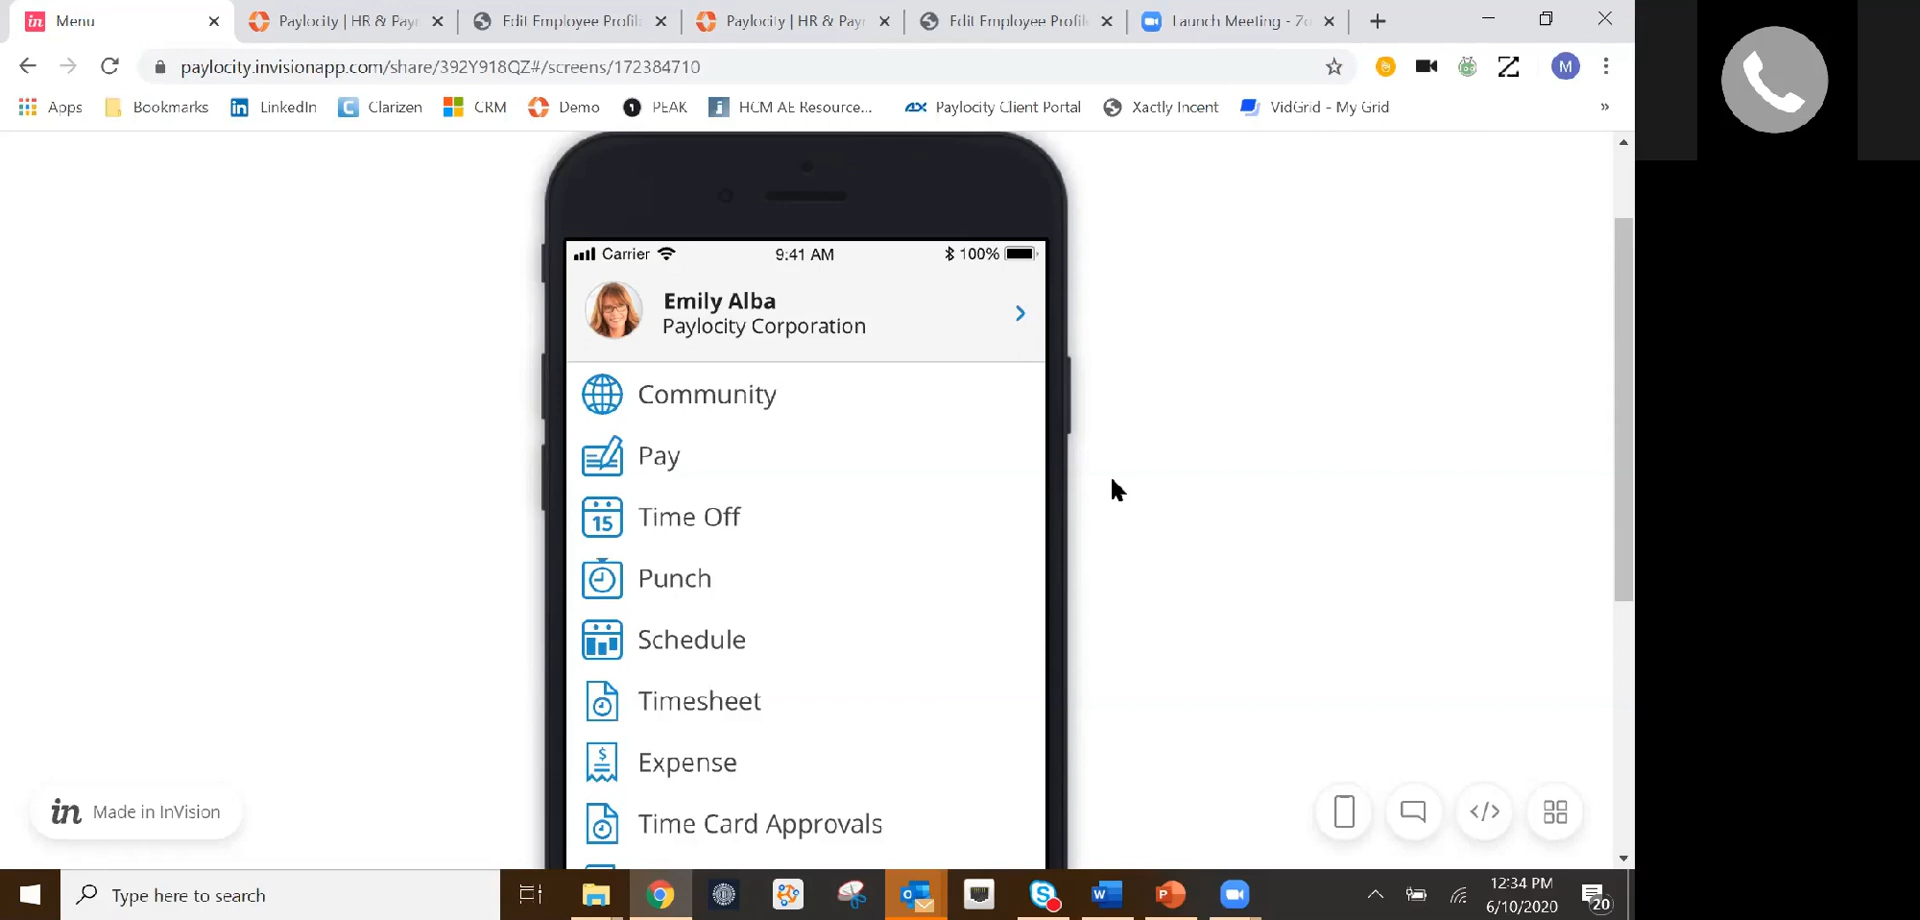 Menu
Paylocity | HR & Payr
Edit Employee Profil
Paylocity | HR & Payr
Edit Employee Profil
Launch Meeting - Zo
paylocity.invisionapp.com/share/392Y918QZ#/screens/172384710
M
Apps
Bookmarks
LinkedIn
Clarizen
CRM
Demo
PEAK
HCM AE Resource...
Paylocity Client Portal
Xactly Incent
VidGrid - My Grid
Carrier
9:41 AM
100%
Emily Alba
Paylocity Corporation
Community
Pay
15
Time Off
Punch
Schedule
Timesheet
Expense
Time Card Approvals
in Made in InVision
Type here to search
12:34 PM
6/10/2020
20